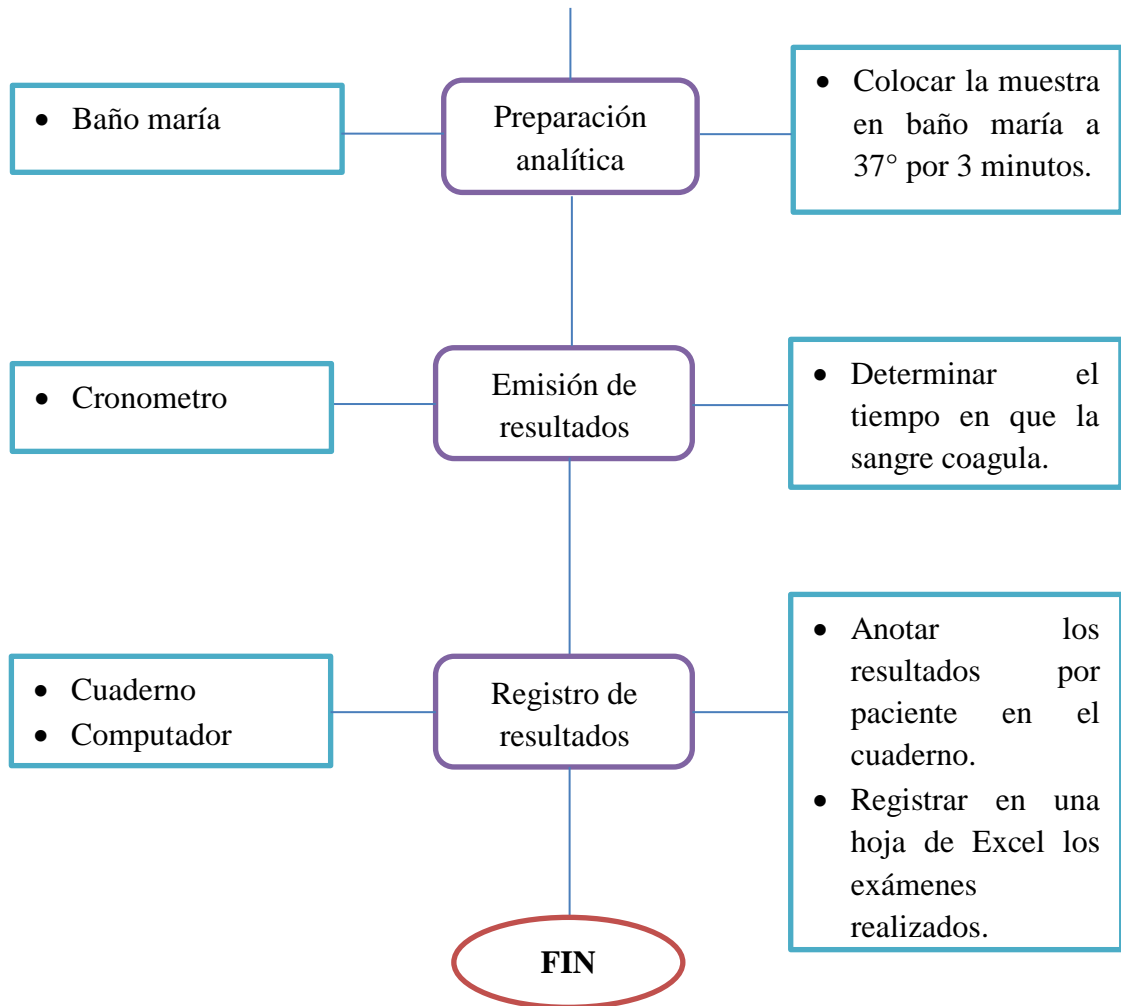 • Baño maría
Preparación
analítica
• Colocar la muestra
en baño maría a
37° por 3 minutos.
• Cronometro
Emisión de
resultados
• Determinar el
tiempo en que la
sangre coagula.
• Cuaderno
• Computador
Registro de
resultados
• Anotar los
resultados por
paciente en el
cuaderno.
• Registrar en una
hoja de Excel los
exámenes
realizados.
FIN